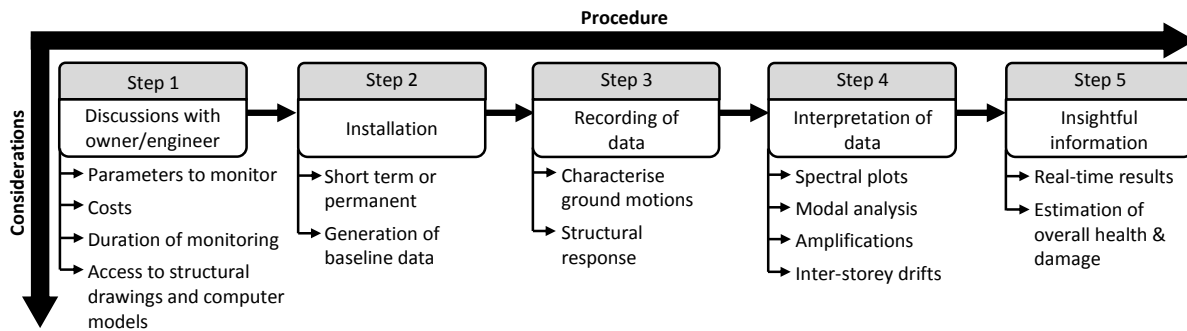 Procedure
Considerations
Step 1
Discussions with
owner/engineer
Parameters to monitor
Costs
Duration of monitoring
Access to structural
drawings and computer
models
Step 2
Installation
Short term or
permanent
Generation of
baseline data
Step 3
Recording of
data
Characterise
ground motions
Structural
response
Step 4
Interpretation of
data
Spectral plots
Modal analysis
Amplifications
Inter-storey drifts
Step 5
Insightful
information
Real-time results
Estimation of
overall health &
damage